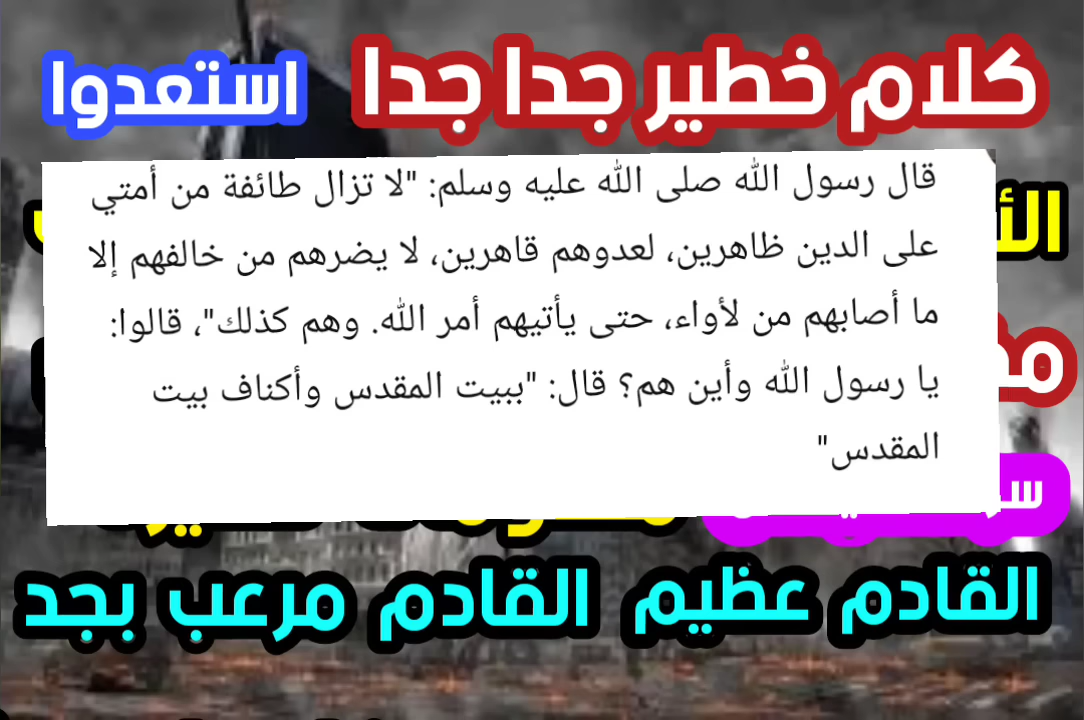 كلام خطير جدا جدا استعدوا
قال رسول الله صلى الله عليه وسلم: "لا تزال طائفة من أمتي
على الدين ظاهرين، لعدوهم قاهرين، لا يضرهم من خالفهم إلا
ما أصابهم من لأواء، حتى يأتيهم أمر الله. وهم كذلك"، قالوا:
يا رسول الله وأين هم؟ قال: "ببيت المقدس وأكناف بيت
المقدس"
القادم عظيم القادم مرعب بجد